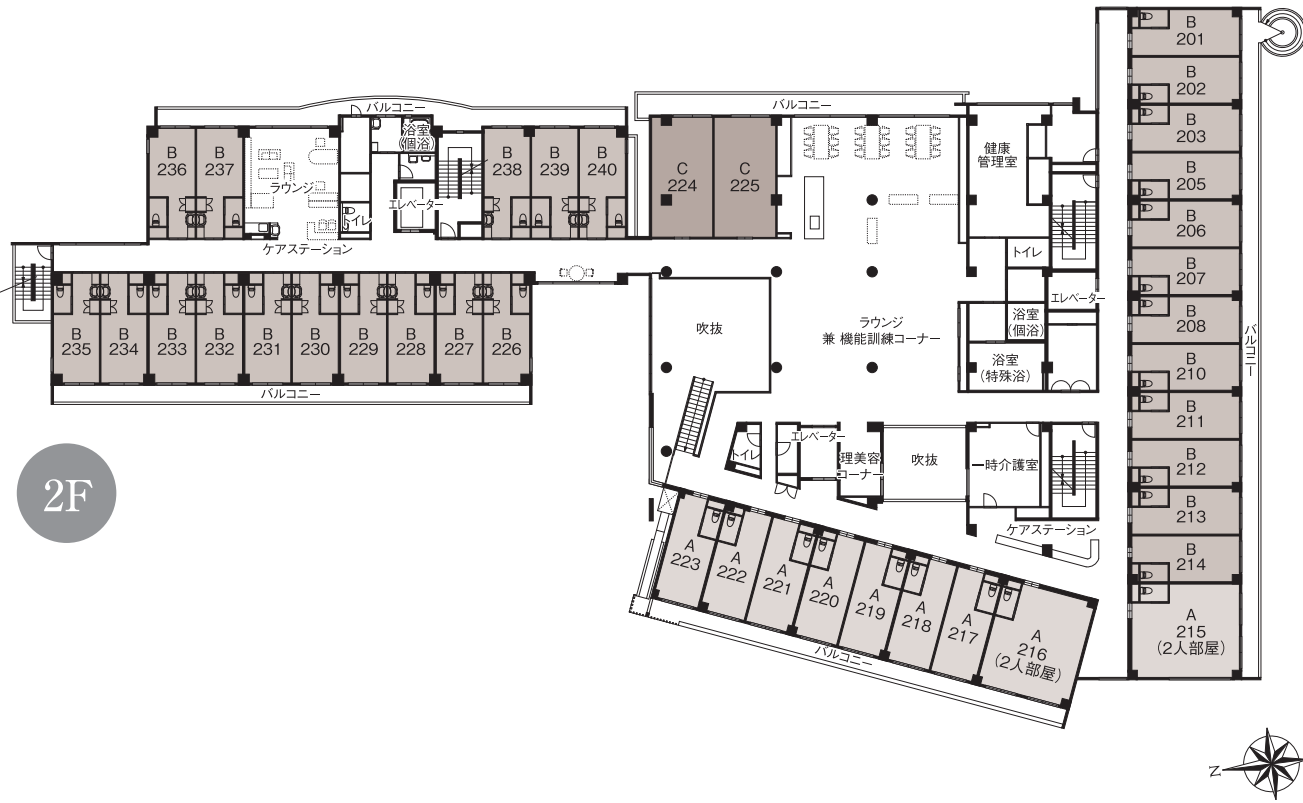 バルコニー
B
236
B
237
ラウンジ
トイレ
浴室
(個浴)
エレベーター
B
238
B
239
B
240
ケアステーション
B
235
B
234
B
233
B
232
B
231
B
230
B
229
B
228
B
227
B
226
バルコニー
2F
バルコニー
C
224
C
225
健康
管理室
トイレ
エレベーター
浴室
(個浴)
浴室
(特殊浴)
吹抜
ラウンジ
兼 機能訓練コーナー
トイレ
エレベーター
理美容
コーナー
吹抜
一時介護室
ケアステーション
A
223
A
222
A
221
A
220
A
219
A
218
A
217
A
216
(2人部屋)
バルコニー
B
201
B
202
B
203
B
205
B
206
B
207
B
208
B
210
B
211
B
212
B
213
B
214
A
215
(2人部屋)
バルコニー
N